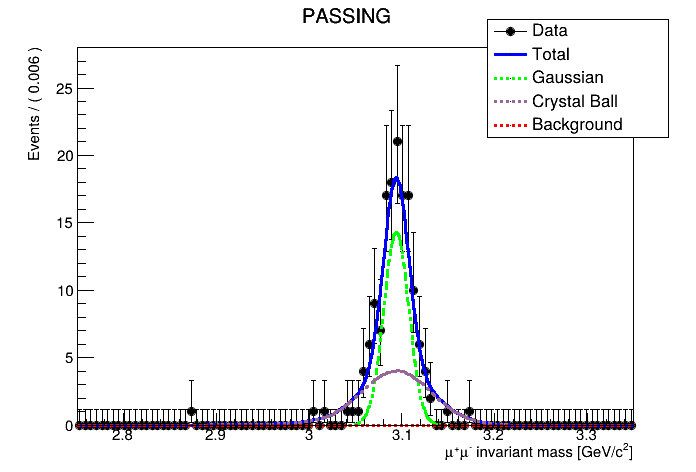 PASSING
Data
Total
Gaussian
Crystal Ball
Background
Events / ( 0.006 )
25
20
15
10
5
0
2.8 2.9 3 3.1 3.2 3.3
μ⁺μ⁻ invariant mass [GeV/c²]